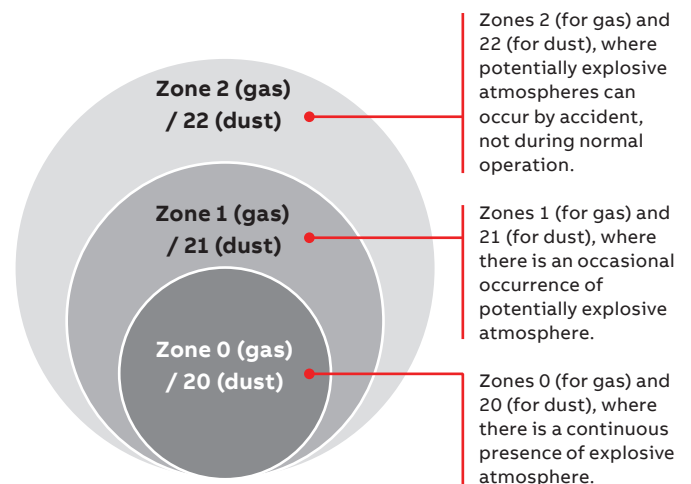 Zone 2 (gas)
/ 22 (dust)
Zones 2 (for gas) and
22 (for dust), where
potentially explosive
atmospheres can
occur by accident,
not during normal
operation.
Zone 1 (gas)
/ 21 (dust)
Zones 1 (for gas) and
21 (for dust), where
there is an occasional
occurrence of
potentially explosive
atmosphere.
Zone 0 (gas)
/ 20 (dust)
Zones 0 (for gas) and
20 (for dust), where
there is a continuous
presence of explosive
atmosphere.